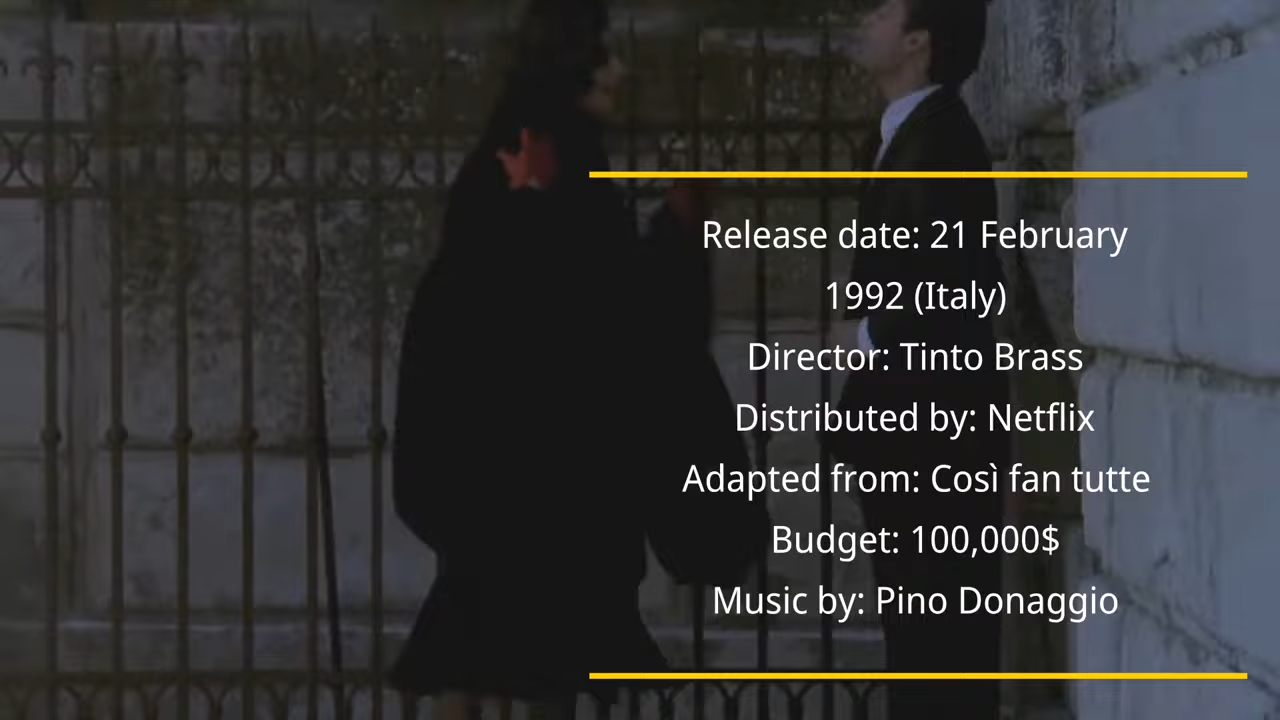 Release date: 21 February
1992 (Italy)
Director: Tinto Brass
Distributed by: Netflix
Adapted from: Così fan tutte
Budget: 100,000$
Music by: Pino Donaggio